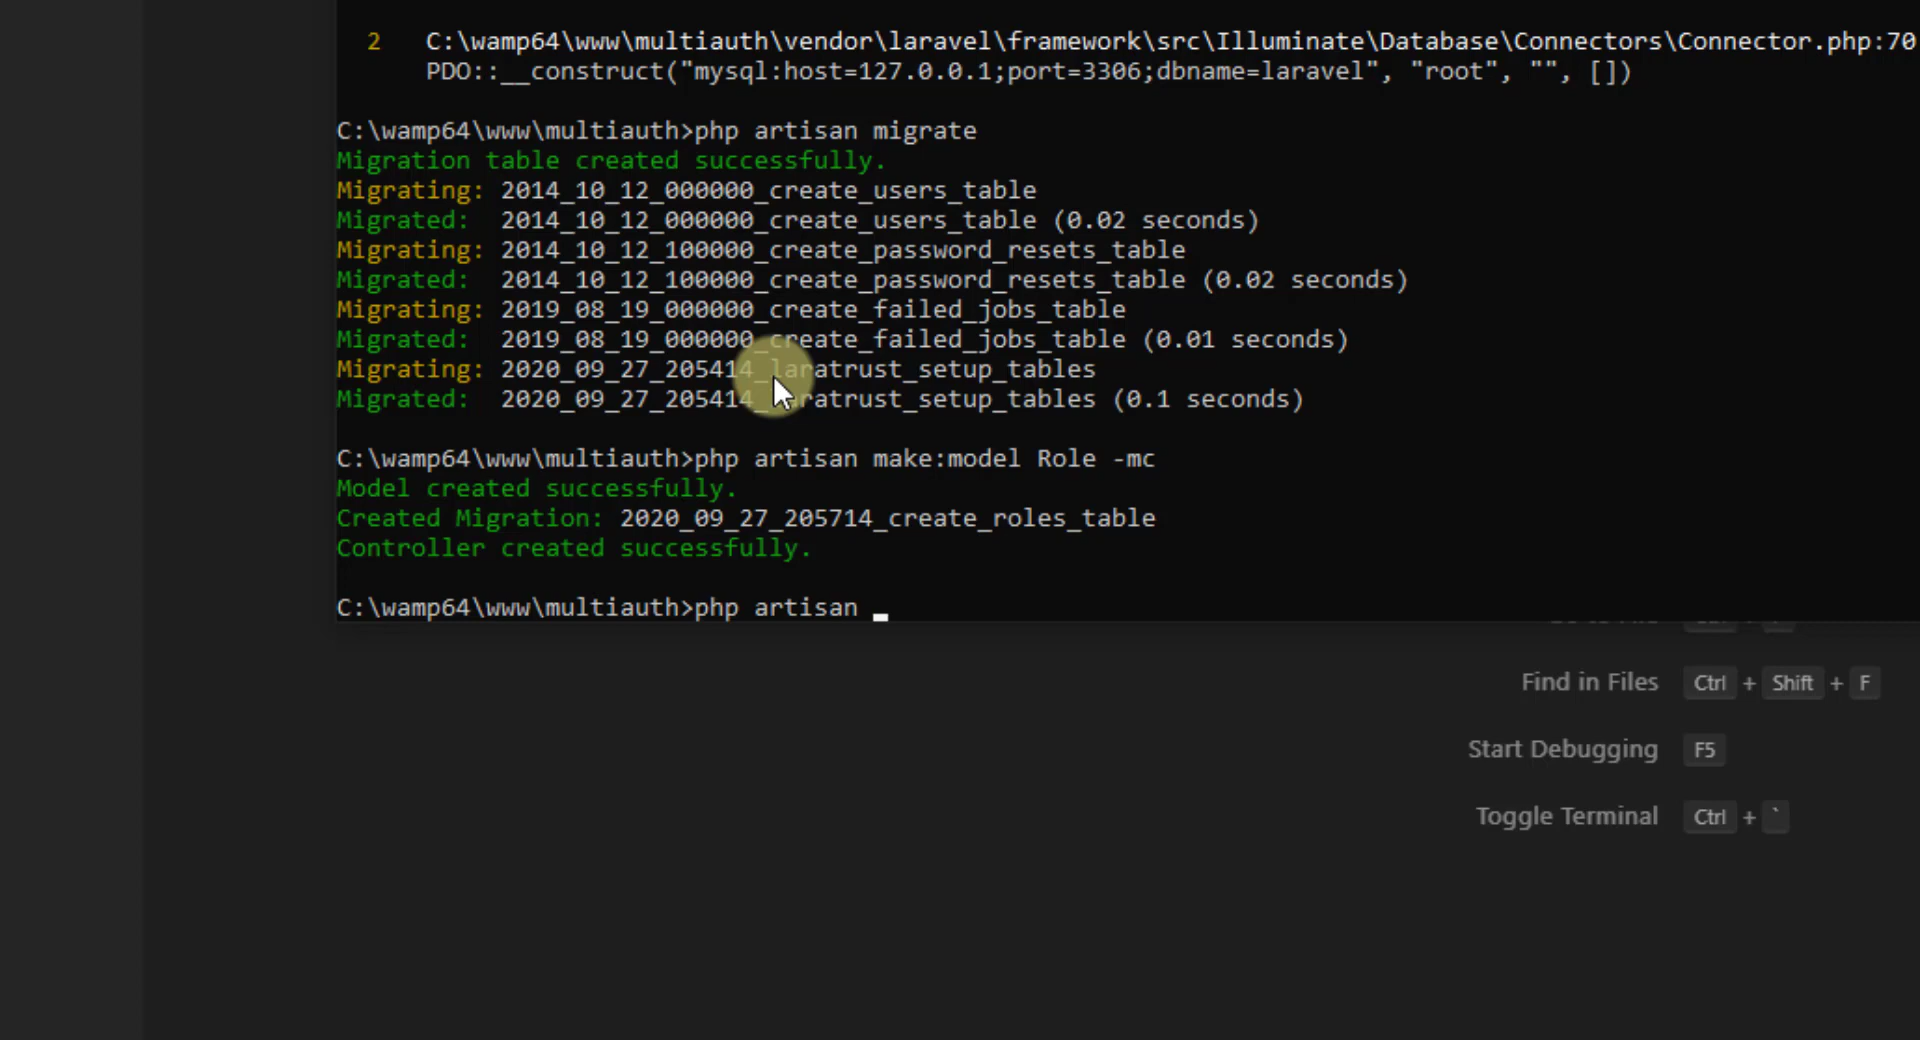 2 C:\wamp64\www\multiauth\vendor\laravel\framework\src\Illuminate\Database\Connectors\Connector.php:70
PDO::__construct("mysql:host=127.0.0.1;port=3306;dbname=laravel", "root", "", [])
C:\wamp64\www\multiauth>php artisan migrate
Migration table created successfully.
Migrating: 2014_10_12_000000_create_users_table
Migrated: 2014_10_12_000000_create_users_table (0.02 seconds)
Migrating: 2014_10_12_100000_create_password_resets_table
Migrated: 2014_10_12_100000_create_password_resets_table (0.02 seconds)
Migrating: 2019_08_19_000000_create_failed_jobs_table
Migrated: 2019_08_19_000000_create_failed_jobs_table (0.01 seconds)
Migrating: 2020_09_27_205414_laratrust_setup_tables
Migrated: 2020_09_27_205414_laratrust_setup_tables (0.1 seconds)
C:\wamp64\www\multiauth>php artisan make:model Role -mc
Model created successfully.
Created Migration: 2020_09_27_205714_create_roles_table
Controller created successfully.
C:\wamp64\www\multiauth>php artisan _
Find in Files Ctrl + Shift + F
Start Debugging F5
Toggle Terminal Ctrl + `